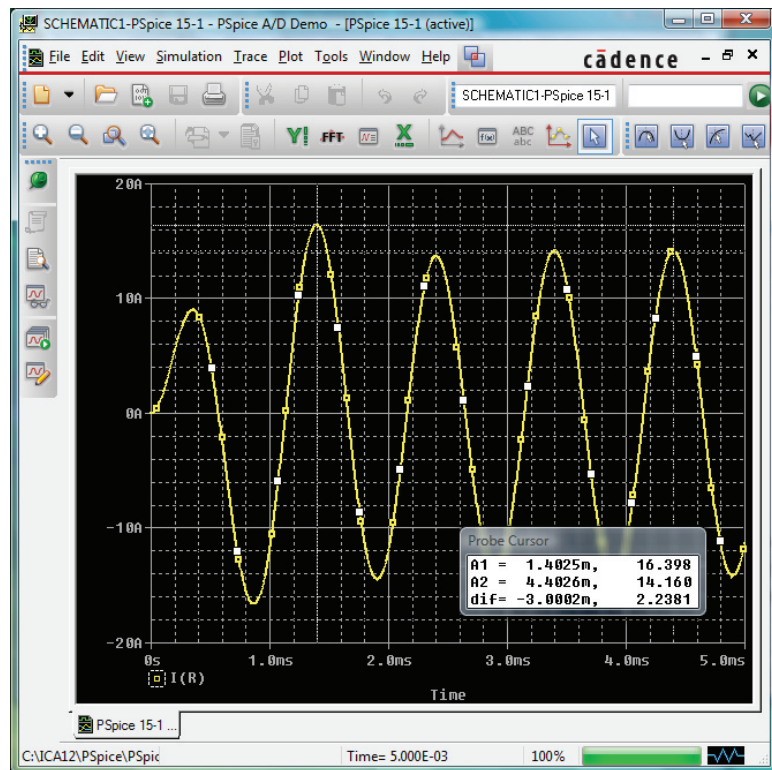 SCHEMATIC1-PSpice 15-1 - PSpice A/D Demo - [PSpice 15-1 (active)]
File Edit View Simulation Trace Plot Tools Window Help
cādence
SCHEMATIC1-PSpice 15-1
FFT
ABC
abc
f(x)
20A
10A
0A
-10A
-20A
Probe Cursor
A1 = 1.4025m, 16.398
A2 = 4.4026m, 14.160
dif= -3.0002m, 2.2381
0s 1.0ms 2.0ms 3.0ms 4.0ms 5.0ms
I(R)
Time
PSpice 15-1 ...
C:\ICA12\PSpice\PSpic Time= 5.000E-03 100%